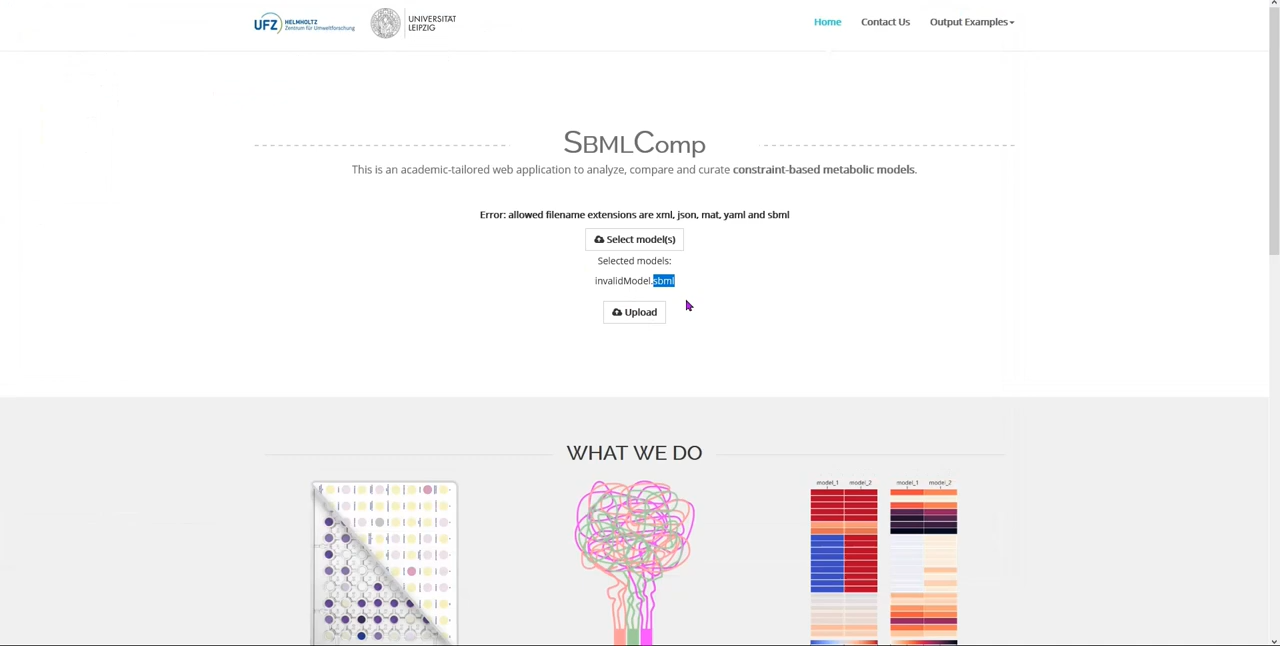 UFZ HELMHOLTZ
Zentrum für Umweltforschung
UNIVERSITÄT
LEIPZIG
Home Contact Us Output Examples
SBMLComp
This is an academic-tailored web application to analyze, compare and curate constraint-based metabolic models.
Error: allowed filename extensions are xml, json, mat, yaml and sbml
Select model(s)
Selected models:
invalidModel.sbml
Upload
WHAT WE DO
model_1 model_2 model_1 model_2